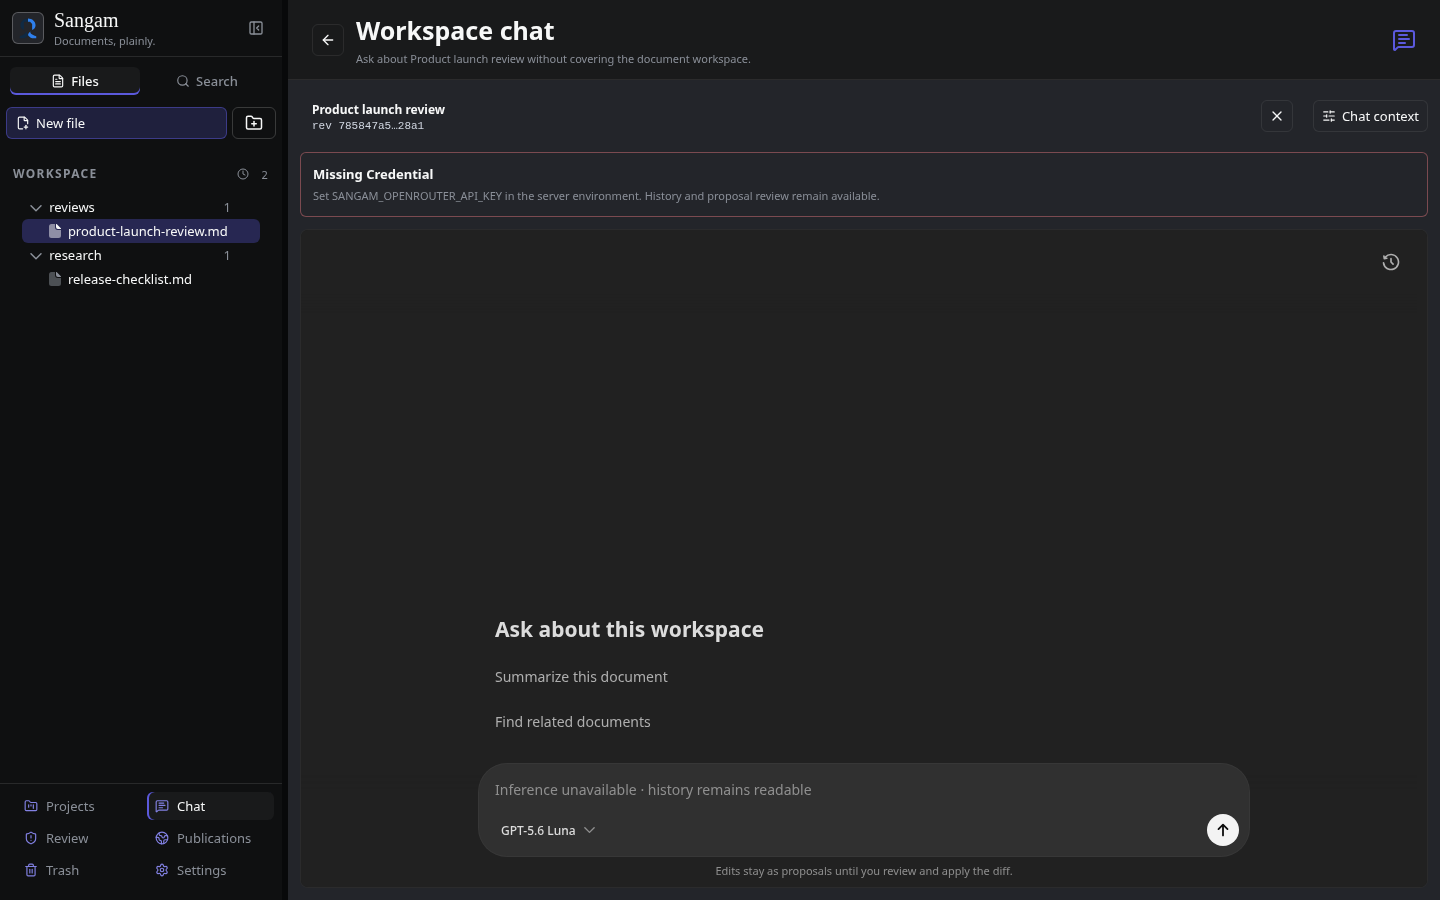 Sangam
Documents, plainly.
Files
Search
New file
WORKSPACE
2
reviews
1
product-launch-review.md
research
1
release-checklist.md
Projects
Chat
Review
Publications
Trash
Settings
Workspace chat
Ask about Product launch review without covering the document workspace.
Product launch review
rev 785847a5…28a1
Chat context
Missing Credential
Set SANGAM_OPENROUTER_API_KEY in the server environment. History and proposal review remain available.
Ask about this workspace
Summarize this document
Find related documents
Inference unavailable · history remains readable
GPT-5.6 Luna
Edits stay as proposals until you review and apply the diff.